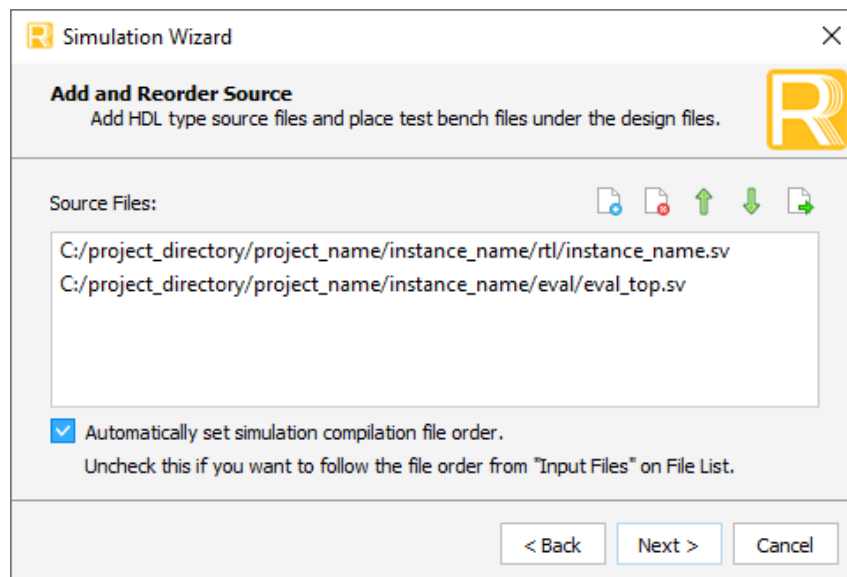 Simulation Wizard
Add and Reorder Source
Add HDL type source files and place test bench files under the design files.
Source Files:
C:/project_directory/project_name/instance_name/rtl/instance_name.sv
C:/project_directory/project_name/instance_name/eval/eval_top.sv
Automatically set simulation compilation file order.
Uncheck this if you want to follow the file order from "Input Files" on File List.
< Back
Next >
Cancel